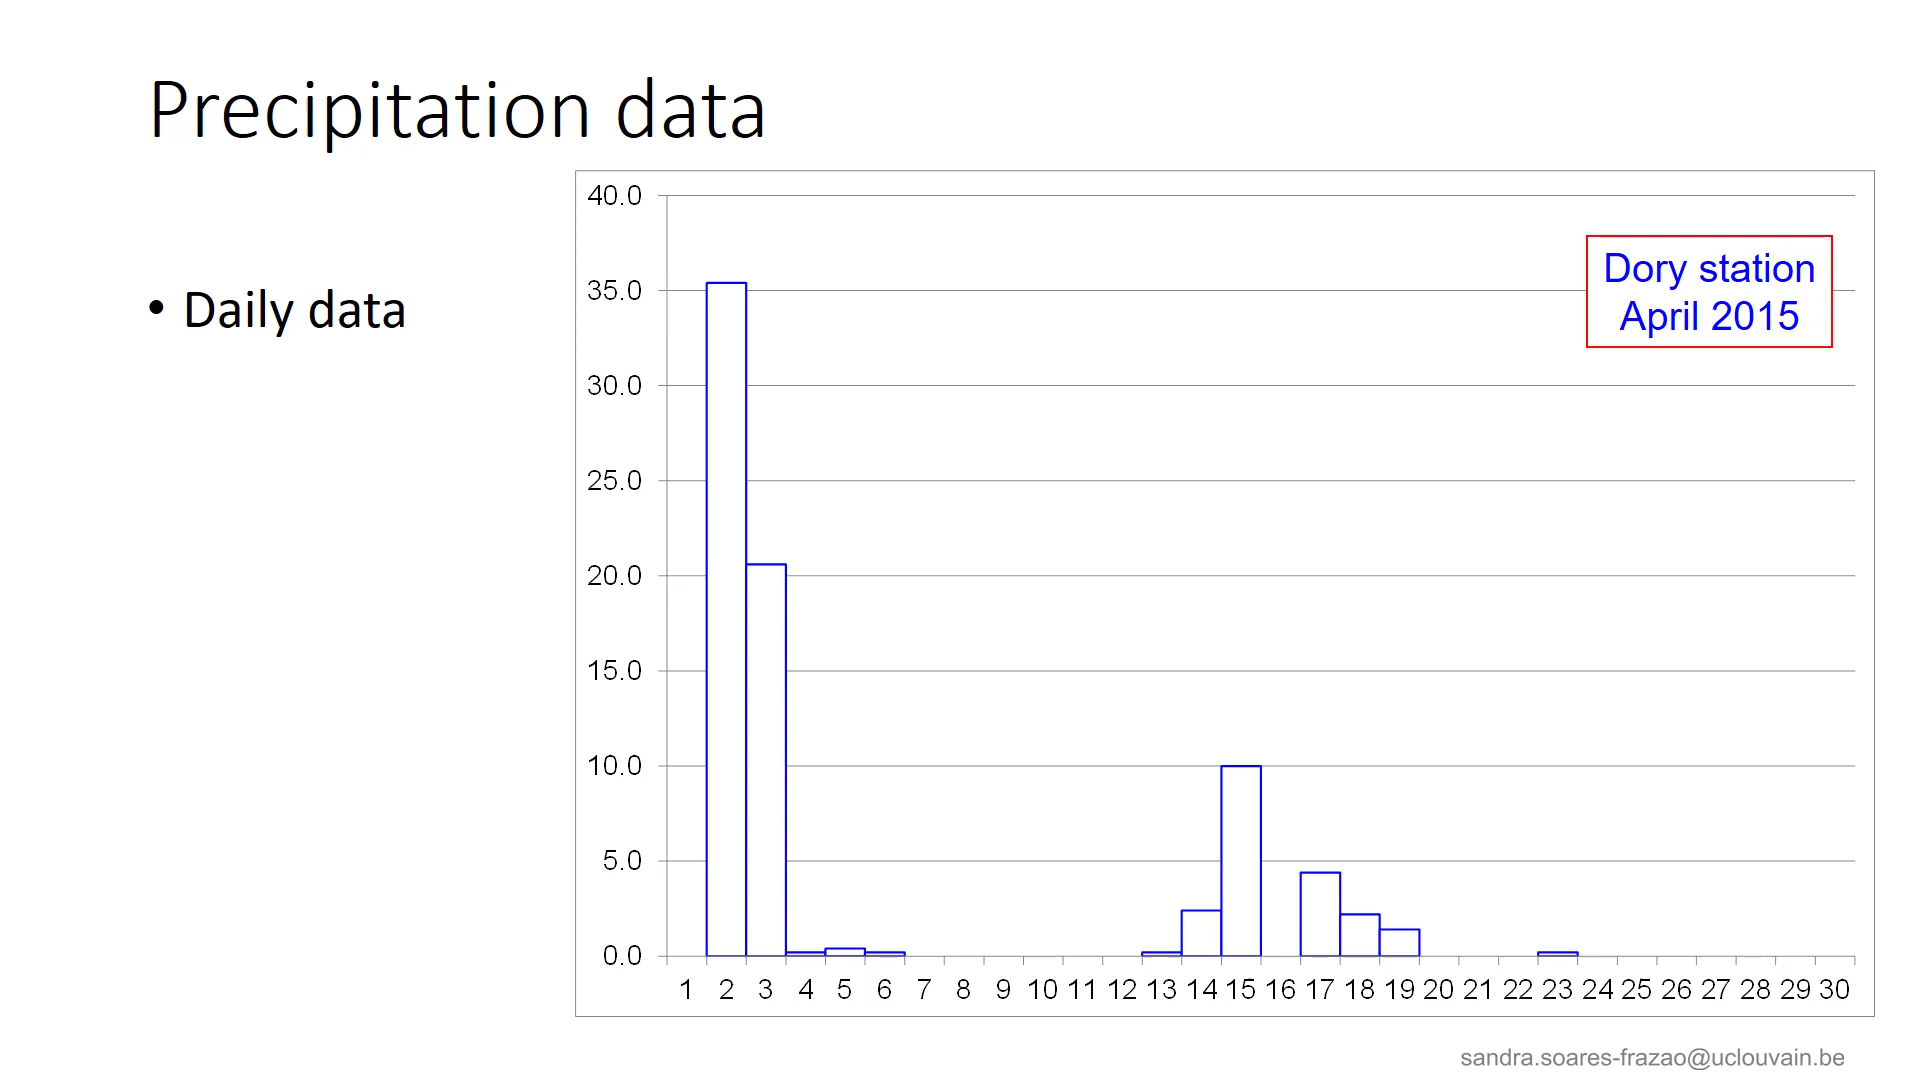 Precipitation data
• Daily data
40.0
35.0
30.0
25.0
20.0
15.0
10.0
5.0
0.0
Dory station
April 2015
1 2 3 4 5 6 7 8 9 10 11 12 13 14 15 16 17 18 19 20 21 22 23 24 25 26 27 28 29 30
sandra.soares-frazao@uclouvain.be